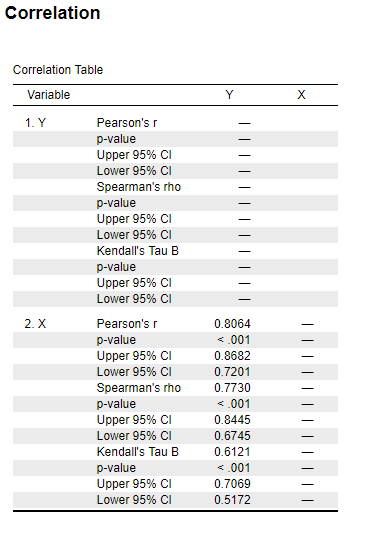 Correlation
Correlation Table
Variable Y X
1. Y Pearson's r —
p-value —
Upper 95% CI —
Lower 95% CI —
Spearman's rho —
p-value —
Upper 95% CI —
Lower 95% CI —
Kendall's Tau B —
p-value —
Upper 95% CI —
Lower 95% CI —
2. X Pearson's r 0.8064 —
p-value < .001 —
Upper 95% CI 0.8682 —
Lower 95% CI 0.7201 —
Spearman's rho 0.7730 —
p-value < .001 —
Upper 95% CI 0.8445 —
Lower 95% CI 0.6745 —
Kendall's Tau B 0.6121 —
p-value < .001 —
Upper 95% CI 0.7069 —
Lower 95% CI 0.5172 —